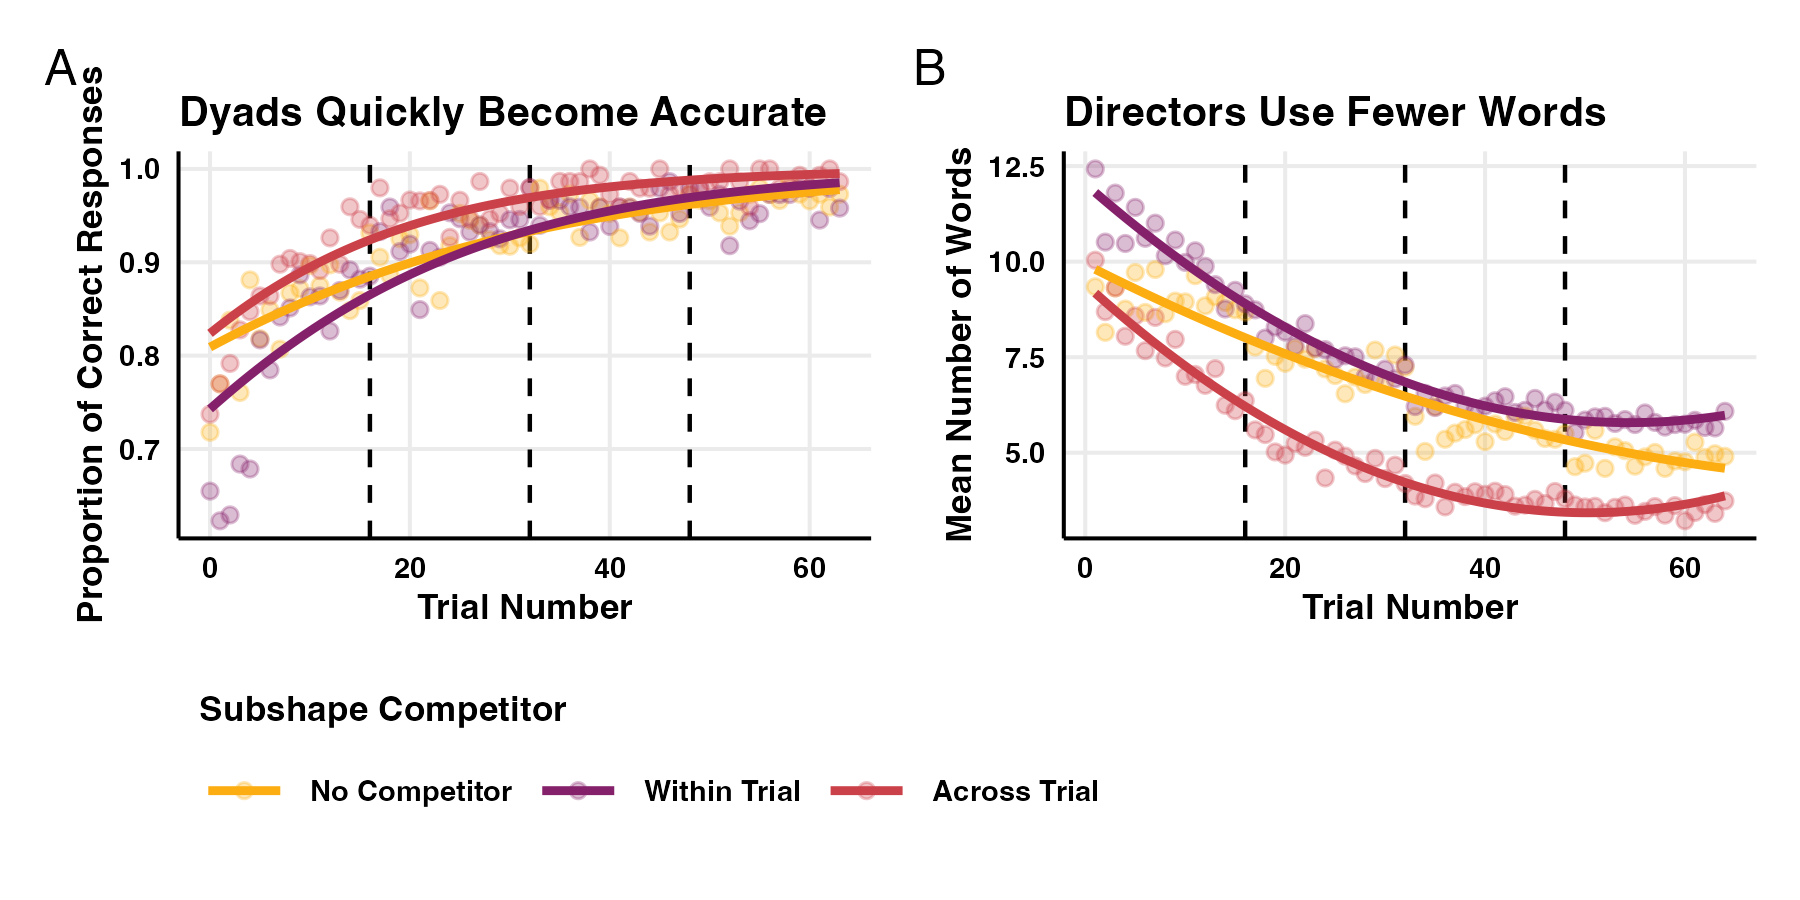 A
Dyads Quickly Become Accurate
Proportion of Correct Responses
1.0
0.9
0.8
0.7
0 20 40 60
Trial Number
B
Directors Use Fewer Words
Mean Number of Words
12.5
10.0
7.5
5.0
0 20 40 60
Trial Number
Subshape Competitor
No Competitor Within Trial Across Trial